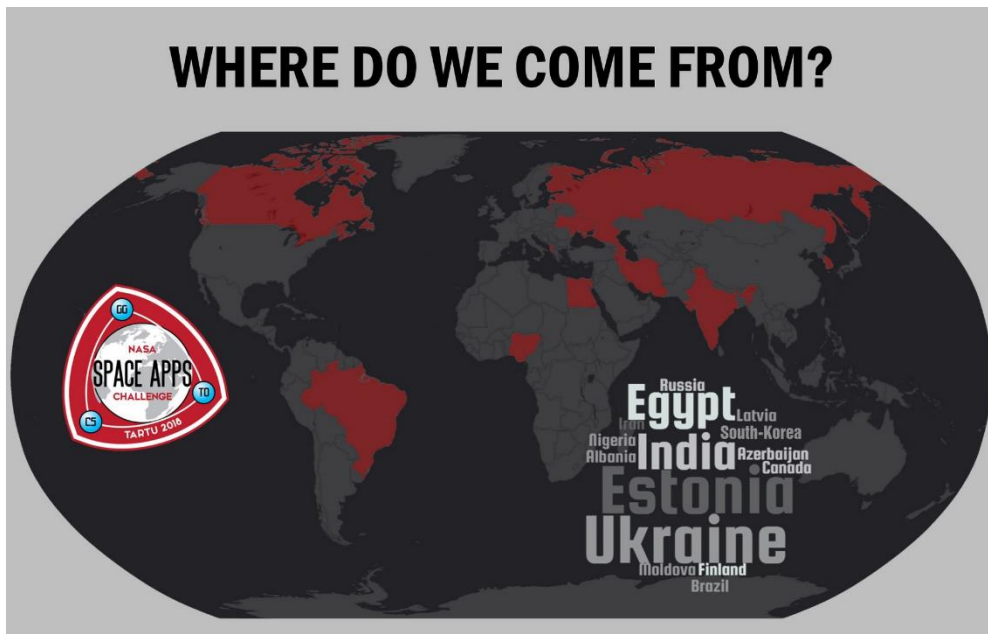 WHERE DO WE COME FROM?
GO
NASA
SPACE APPS
CHALLENGE
TO
CS
TARTU 2018
Russia
Egypt
Latvia
Iran
South-Korea
Nigeria
India
Azerbaijan
Albania
Canada
Estonia
Ukraine
Moldova Finland
Brazil